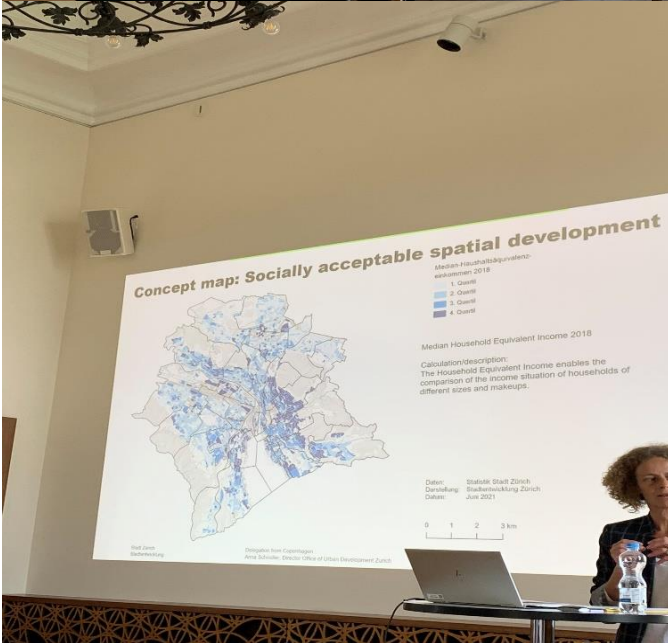 Concept map: Socially acceptable spatial development
Median-Haushaltsäquivalenz-
einkommen 2018
1. Quartil
2. Quartil
3. Quartil
4. Quartil
Median Household Equivalent Income 2018
Calculation/description:
The Household Equivalent Income enables the
comparison of the income situation of households of
different sizes and makeups.
Daten: Statistik Stadt Zürich
Darstellung: Stadtentwicklung Zürich
Datum: Juni 2021
0 1 2 3 km
Stadt Zürich
Stadtentwicklung
Delegation from Copenhagen
Anna Schindler, Director Office of Urban Development Zurich